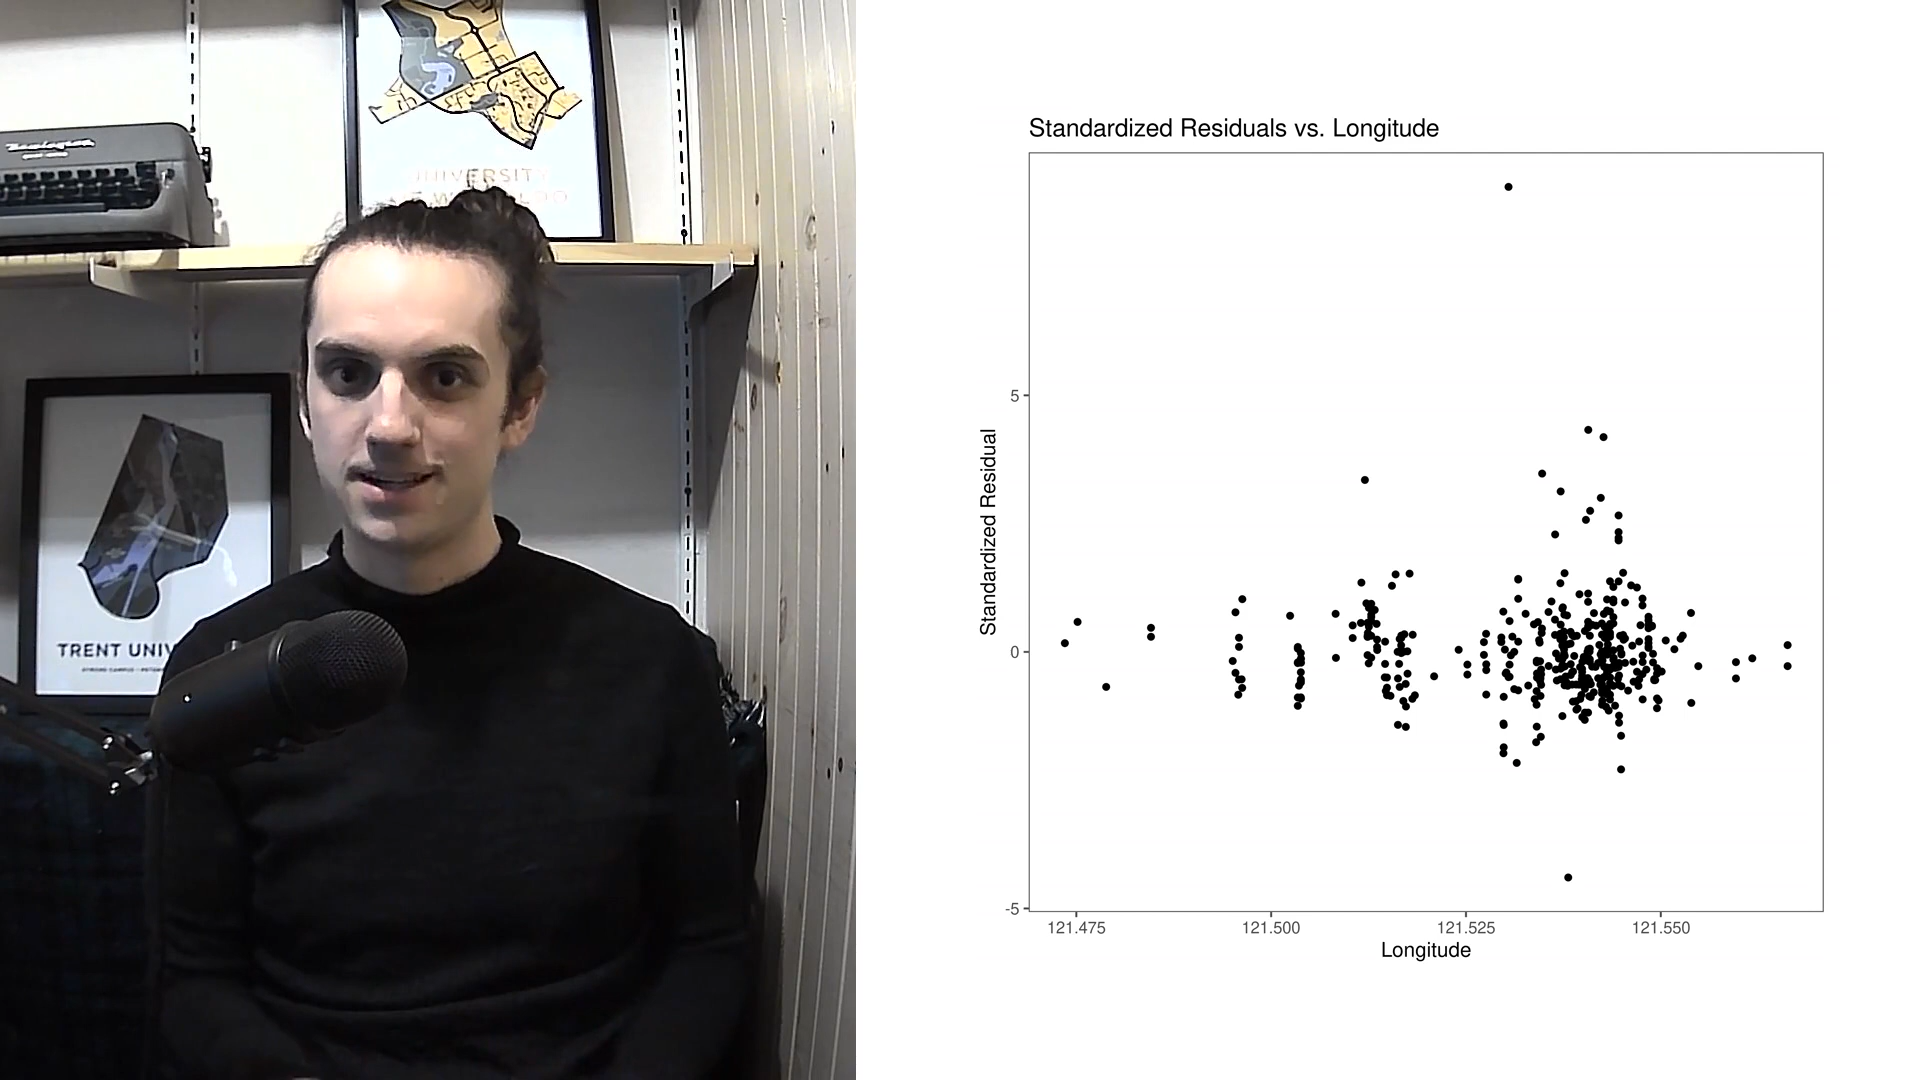 UNIVERSITY
TRENT UNIV
Standardized Residuals vs. Longitude
Standardized Residual
5
0
-5
121.475
121.500
121.525
121.550
Longitude